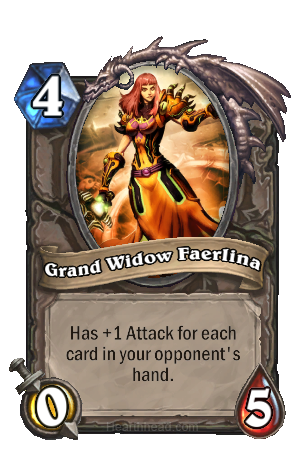 4
Grand Widow Faerlina
Has +1 Attack for each
card in your opponent's
hand.
0
5